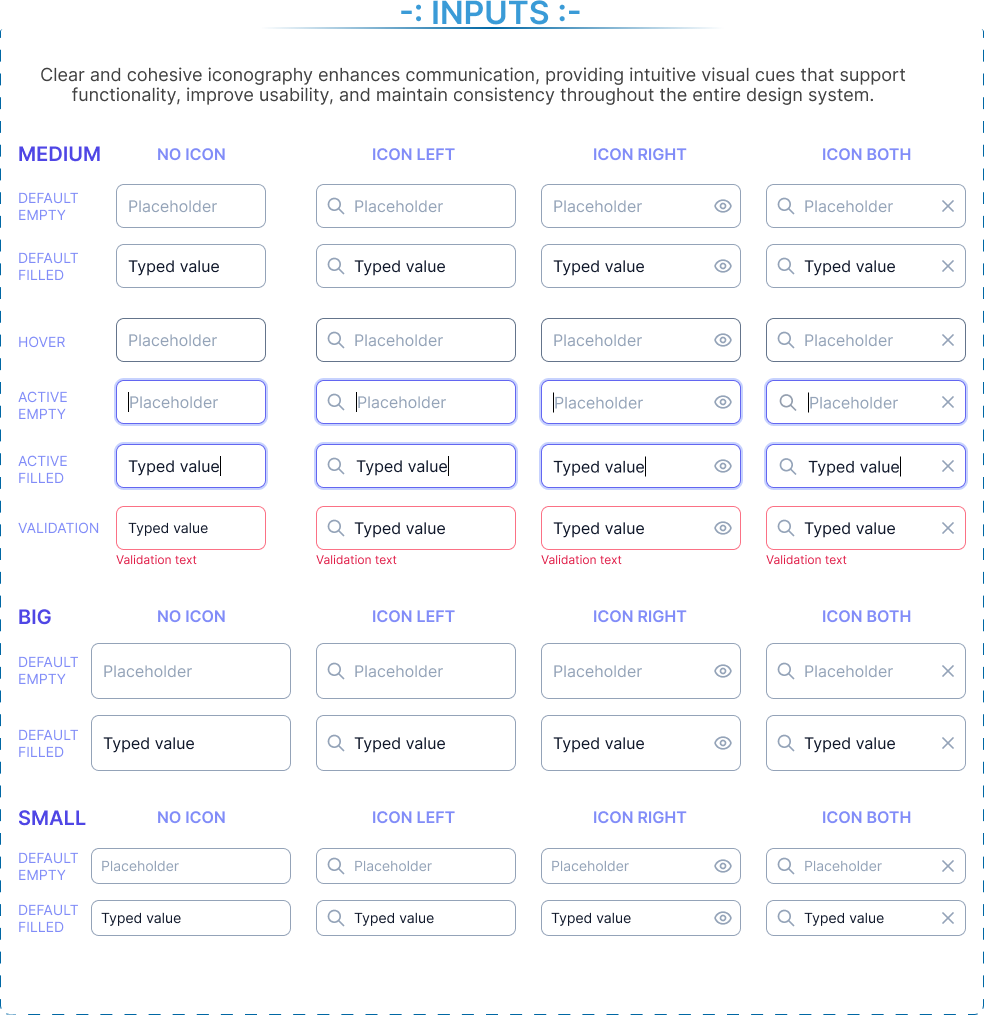 -: INPUTS :-
Clear and cohesive iconography enhances communication, providing intuitive visual cues that support
functionality, improve usability, and maintain consistency throughout the entire design system.
MEDIUM NO ICON ICON LEFT ICON RIGHT ICON BOTH
DEFAULT
EMPTY
Placeholder Placeholder Placeholder Placeholder
DEFAULT
FILLED
Typed value Typed value Typed value Typed value
HOVER Placeholder Placeholder Placeholder Placeholder
ACTIVE
EMPTY
Placeholder Placeholder Placeholder Placeholder
ACTIVE
FILLED
Typed value Typed value Typed value Typed value
VALIDATION Typed value Typed value Typed value Typed value
Validation text Validation text Validation text Validation text
BIG NO ICON ICON LEFT ICON RIGHT ICON BOTH
DEFAULT
EMPTY
Placeholder Placeholder Placeholder Placeholder
DEFAULT
FILLED
Typed value Typed value Typed value Typed value
SMALL NO ICON ICON LEFT ICON RIGHT ICON BOTH
DEFAULT
EMPTY
Placeholder Placeholder Placeholder Placeholder
DEFAULT
FILLED
Typed value Typed value Typed value Typed value